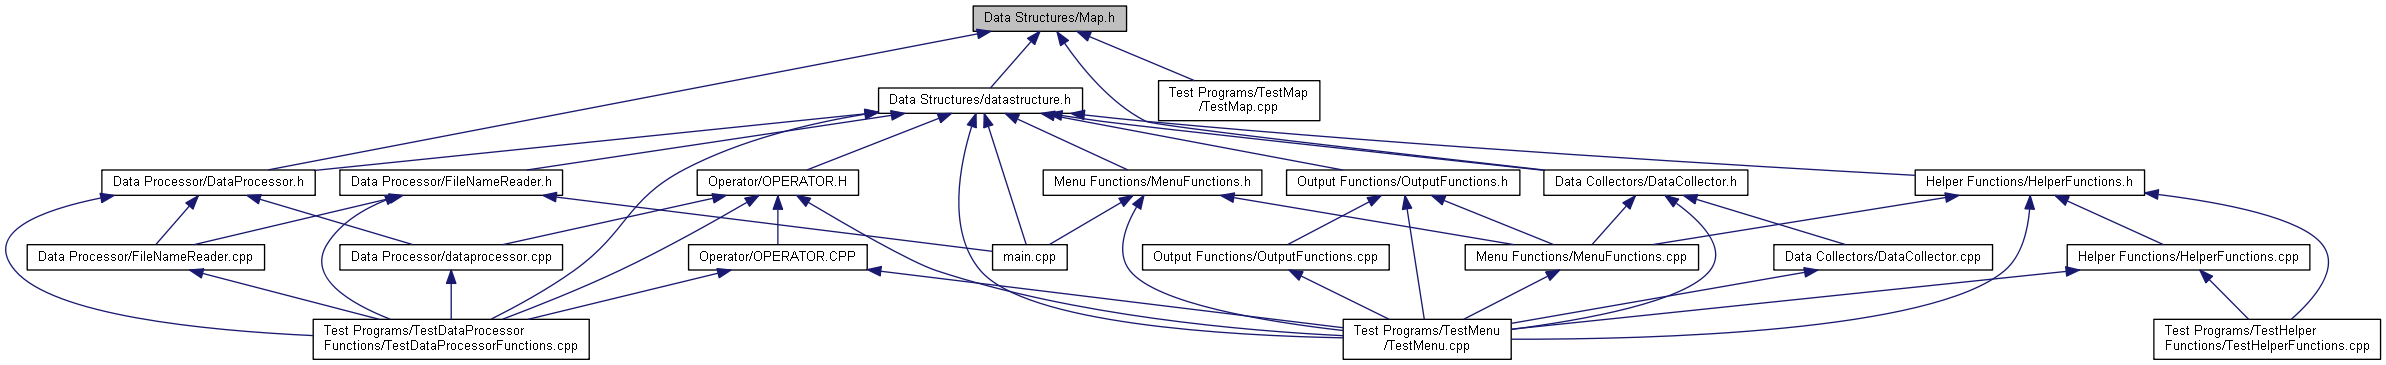 Data Structures/Map.h
Data Structures/datastructure.h
Test Programs/TestMap
/TestMap.cpp
Data Processor/DataProcessor.h
Data Processor/FileNameReader.h
Operator/OPERATOR.H
Menu Functions/MenuFunctions.h
Output Functions/OutputFunctions.h
Data Collectors/DataCollector.h
Helper Functions/HelperFunctions.h
Data Processor/FileNameReader.cpp
Data Processor/dataprocessor.cpp
Operator/OPERATOR.CPP
main.cpp
Output Functions/OutputFunctions.cpp
Menu Functions/MenuFunctions.cpp
Data Collectors/DataCollector.cpp
Helper Functions/HelperFunctions.cpp
Test Programs/TestDataProcessor
Functions/TestDataProcessorFunctions.cpp
Test Programs/TestMenu
/TestMenu.cpp
Test Programs/TestHelper
Functions/TestHelperFunctions.cpp